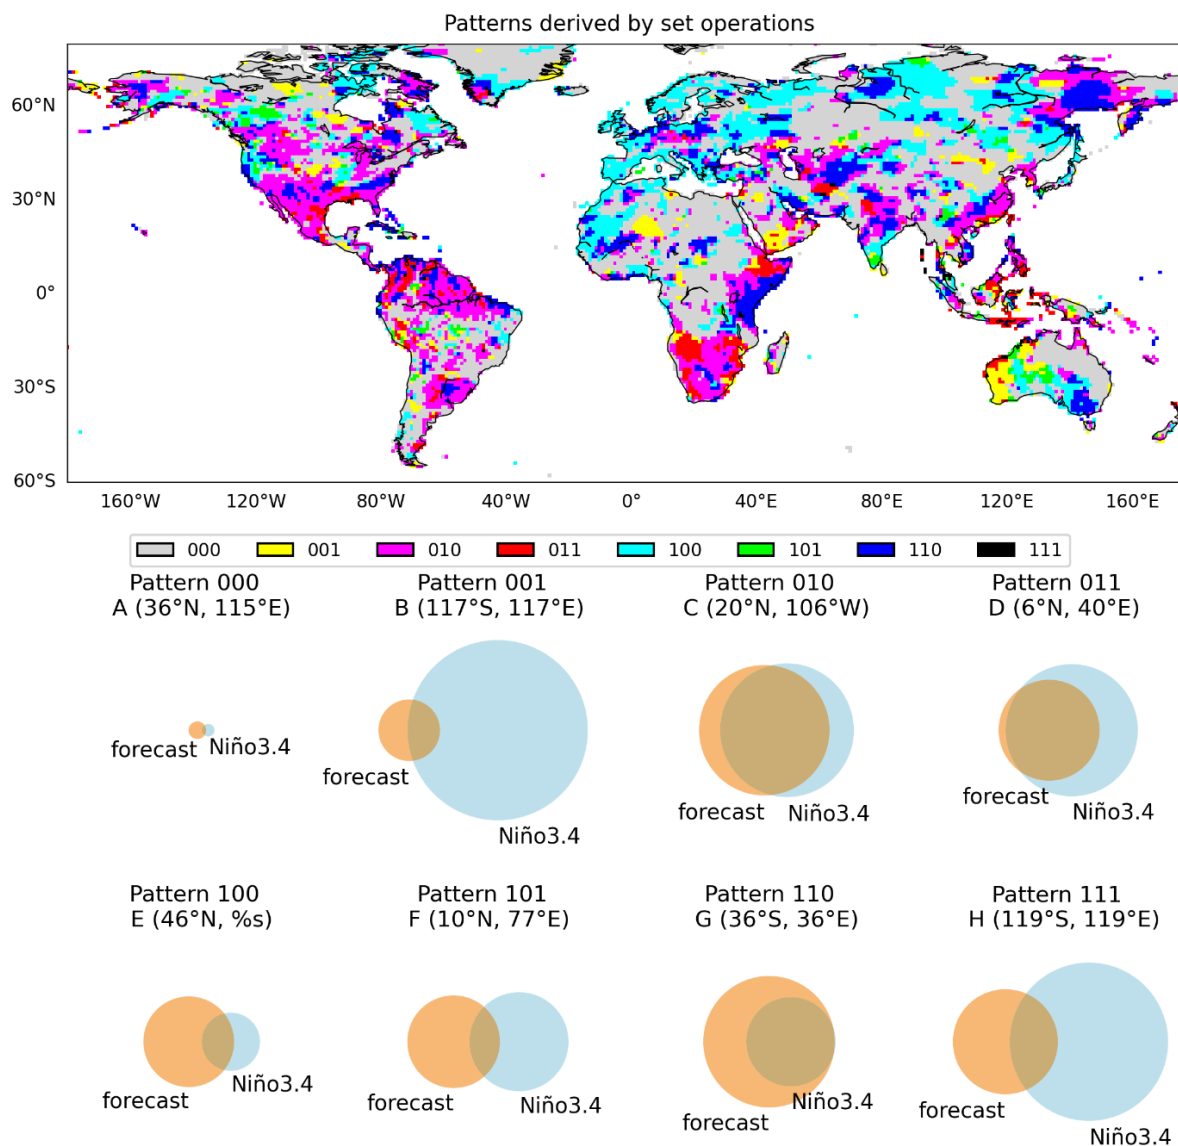 Patterns derived by set operations
60°N
30°N
0°
30°S
60°S
160°W 120°W 80°W 40°W 0° 40°E 80°E 120°E 160°E
000 001 010 011 100 101 110 111
Pattern 000 Pattern 001 Pattern 010 Pattern 011
A (36°N, 115°E) B (117°S, 117°E) C (20°N, 106°W) D (6°N, 40°E)
forecast Niño3.4 forecast Niño3.4 forecast Niño3.4 forecast Niño3.4
Pattern 100 Pattern 101 Pattern 110 Pattern 111
E (46°N, %s) F (10°N, 77°E) G (36°S, 36°E) H (119°S, 119°E)
forecast Niño3.4 forecast Niño3.4 forecast Niño3.4 forecast Niño3.4